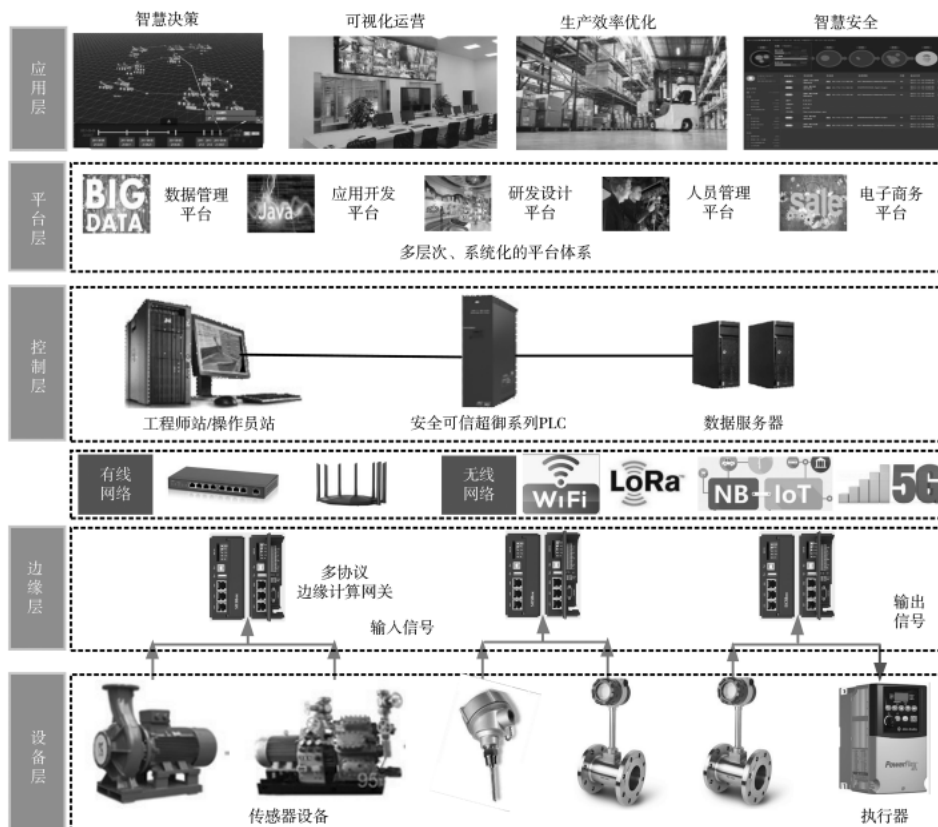 智慧决策
可视化运营
生产效率优化
智慧安全
应用层
平台层
BIG
DATA
数据管理
平台
Java
应用开发
平台
研发设计
平台
人员管理
平台
sale
电子商务
平台
多层次、系统化的平台体系
控制层
工程师站/操作员站
安全可信超御系列PLC
数据服务器
有线
网络
无线
网络
WiFi
LoRa™
NB-IoT
5G
边缘层
多协议
边缘计算网关
输入信号
输出
信号
设备层
95
PowerFlex
传感器设备
执行器